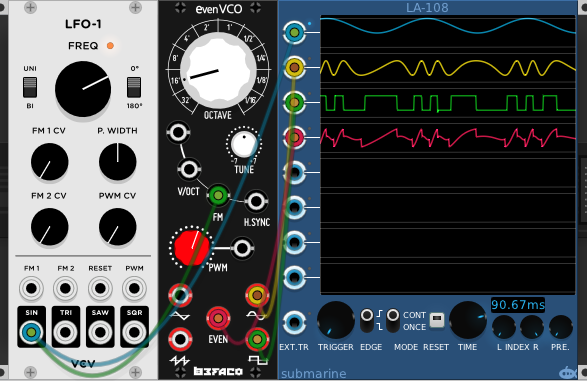 LFO-1
FREQ
UNI
BI
0°
180°
FM 1 CV
P. WIDTH
FM 2 CV
PWM CV
FM 1
FM 2
RESET
PWM
SIN
TRI
SAW
SQR
VCV
evenVCO
4'
2'
1'
1/2'
8'
1/4'
16'
1/8'
32'
1/16'
OCTAVE
-7
+7
TUNE
V/OCT
FM
H.SYNC
PWM
EVEN
BEFACO
LA-108
90.67ms
EXT.TR
TRIGGER
EDGE
CONT
ONCE
MODE
RESET
TIME
L INDEX R
PRE.
submarine